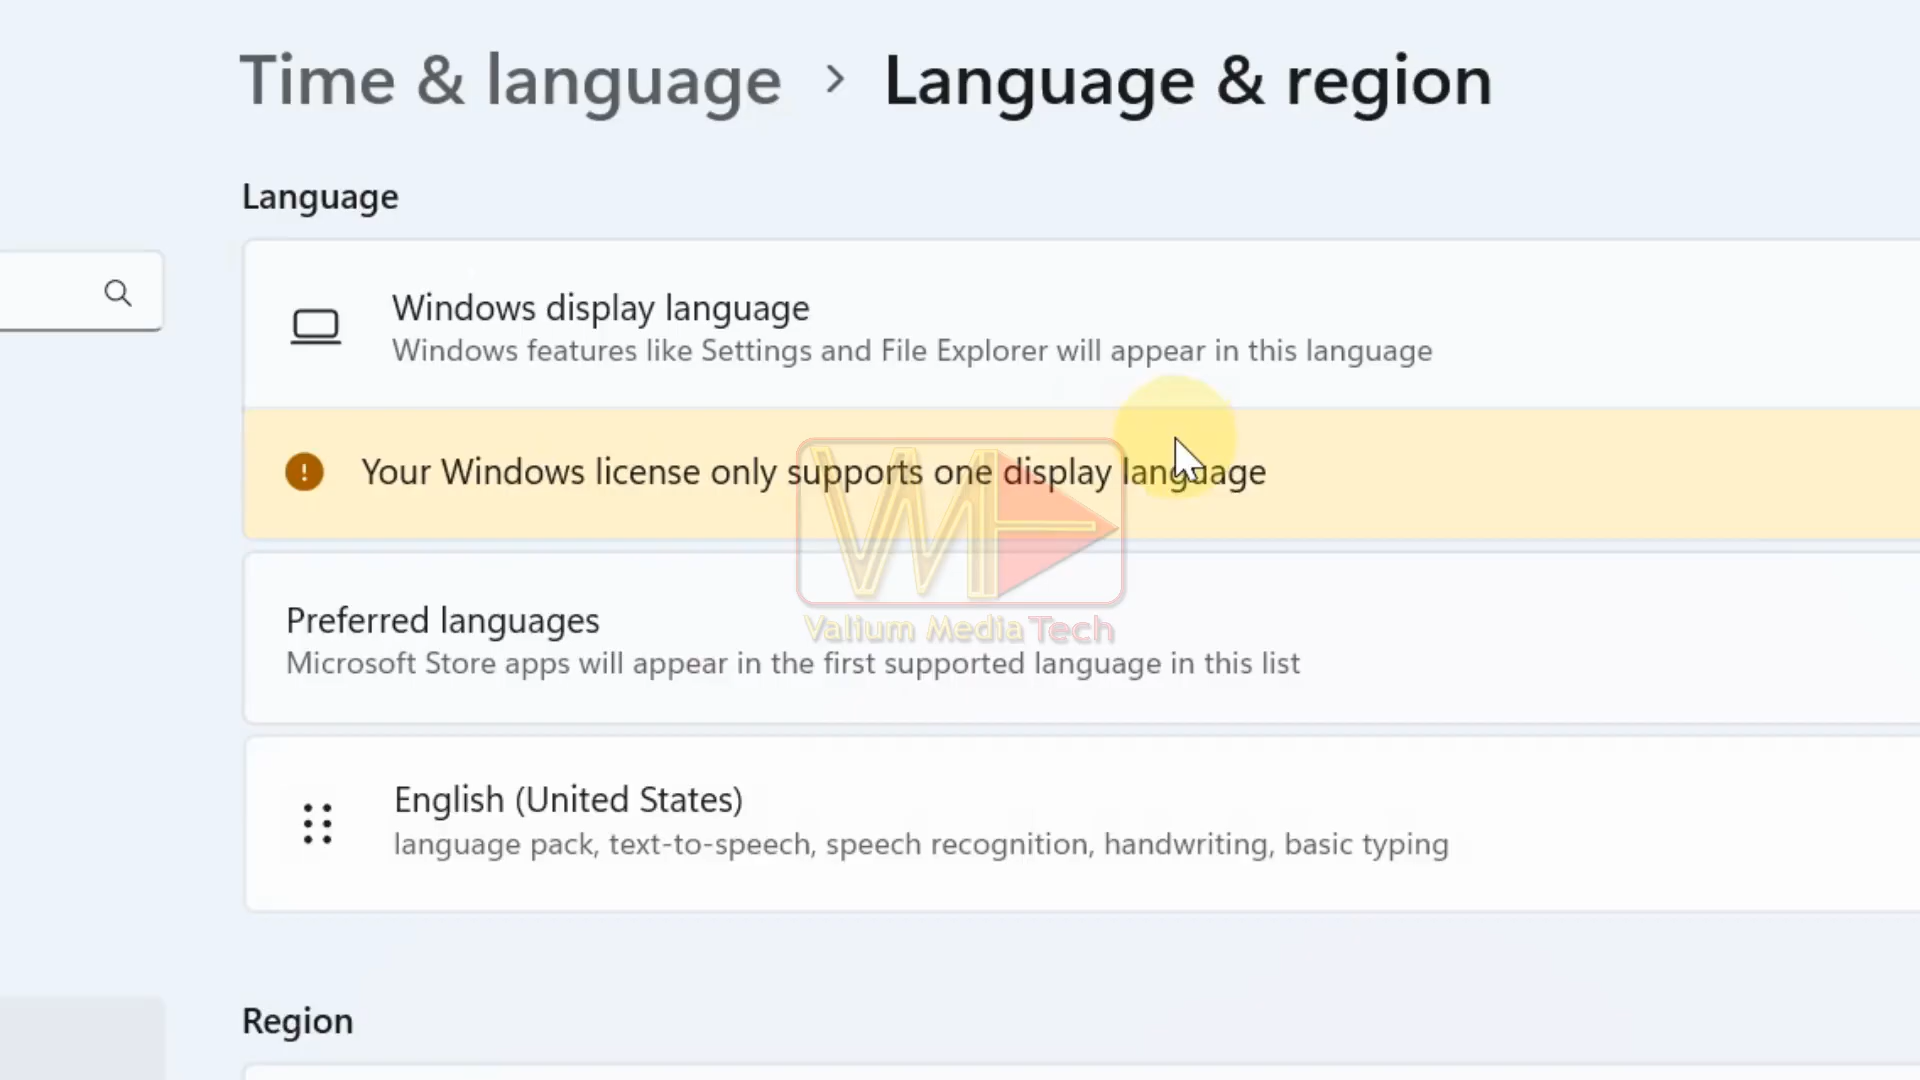 Time & language > Language & region
Language
Windows display language
Windows features like Settings and File Explorer will appear in this language
Your Windows license only supports one display language
VM
Valium Media Tech
Preferred languages
Microsoft Store apps will appear in the first supported language in this list
English (United States)
language pack, text-to-speech, speech recognition, handwriting, basic typing
Region